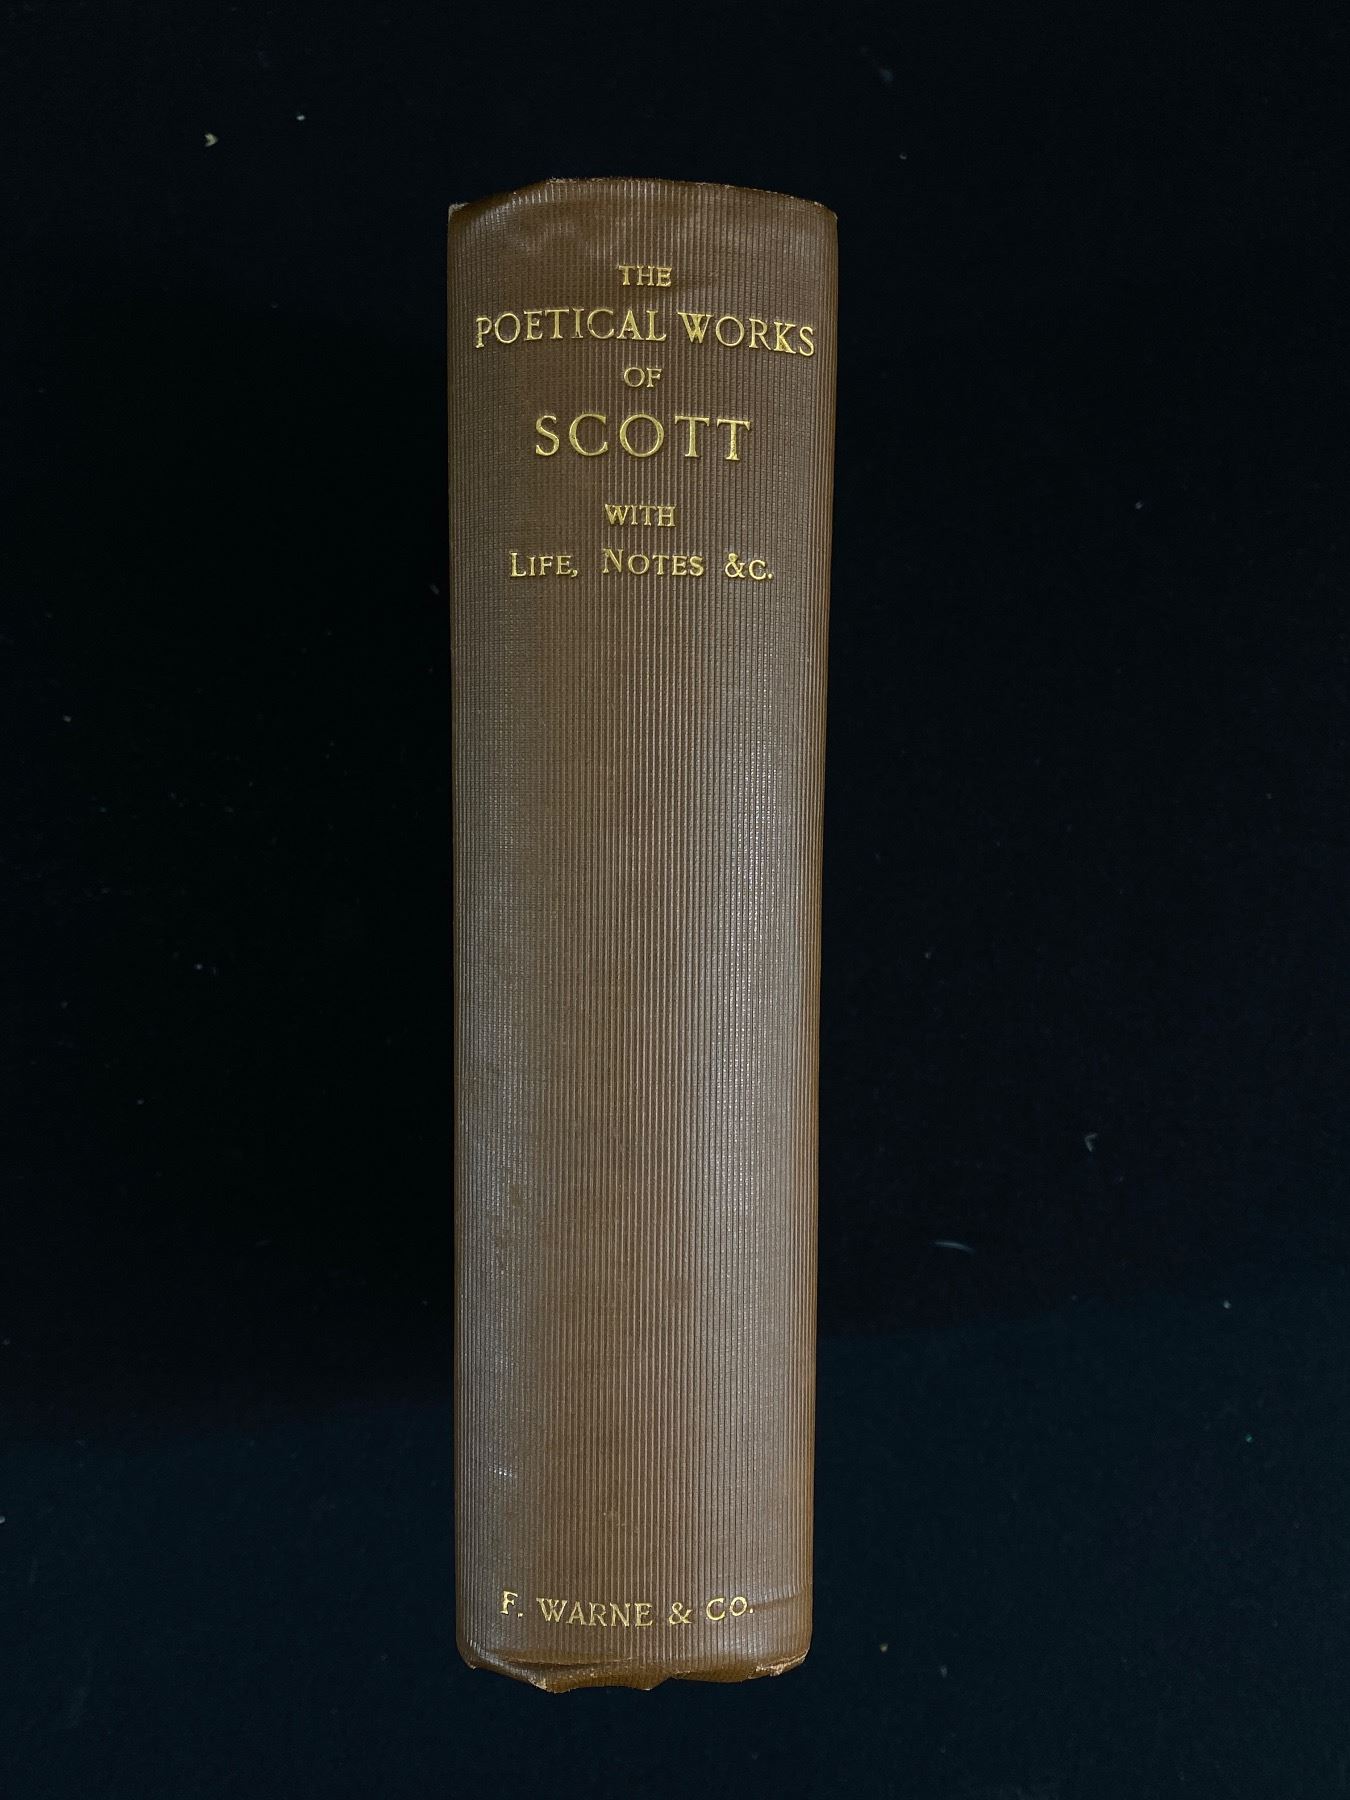 THE
POETICAL WORKS
OF
SCOTT
WITH
LIFE, NOTES &C.
F. WARNE & CO.